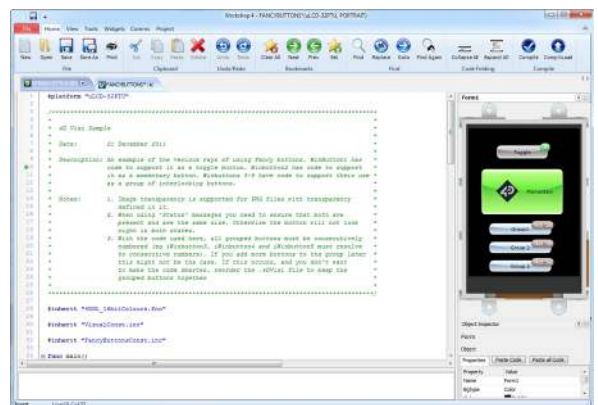 Workshop 4 - FANCYBUTTONS*\uLCD-32PTU, PORTRAIT\
Home View Tools Widgets Comms Project
New Open Save Save As Print Cut Copy Paste Delete Undo Redo Clear All Next Prev Set Find Replace Goto Find Again Collapse All Expand All Compile Comp'nLoad
File Clipboard Undo/Redo Bookmarks Find Code Folding Compile
FANCYBUTTONS*
#platform "uLCD-32PTU"
4D Visi Sample
Date: December 2011
Description: An example of the various ways of using Fancy buttons. Winbutton1 has
code to support it as a toggle button. Winbutton2 has code to support
it as a momentary button. Winbuttons 3-5 have code to support there use
as a group of interlocking buttons.
Notes: 1. Image transparency is supported for PNG files with transparency
defined in it.
2. When using 'Status' messages you need to ensure that both are
present and are the same size. Otherwise the button will not look
right in both states.
3. With the code used here, all grouped buttons must be consecutively
numbered (eg iWinbutton3, iWinbutton4 and iWinbutton5 must resolve
to consecutive numbers). If you add more buttons to the group later
this might not be the case. If this occurs, and you don't want
to make the code smarter, reorder the .4DVisi file to keep the
grouped buttons together
#inherit "4DGL_16bitColours.fnc"
#inherit "VisualConst.inc"
#inherit "FancyButtonsConst.inc"
func main()
Form1
Toggle
4D Momentary
Group 1
Group 2
Group 3
Object Inspector
Form
Object
Properties Paste Code Paste all Code
Property Value
Name Form1
Bgtype Color